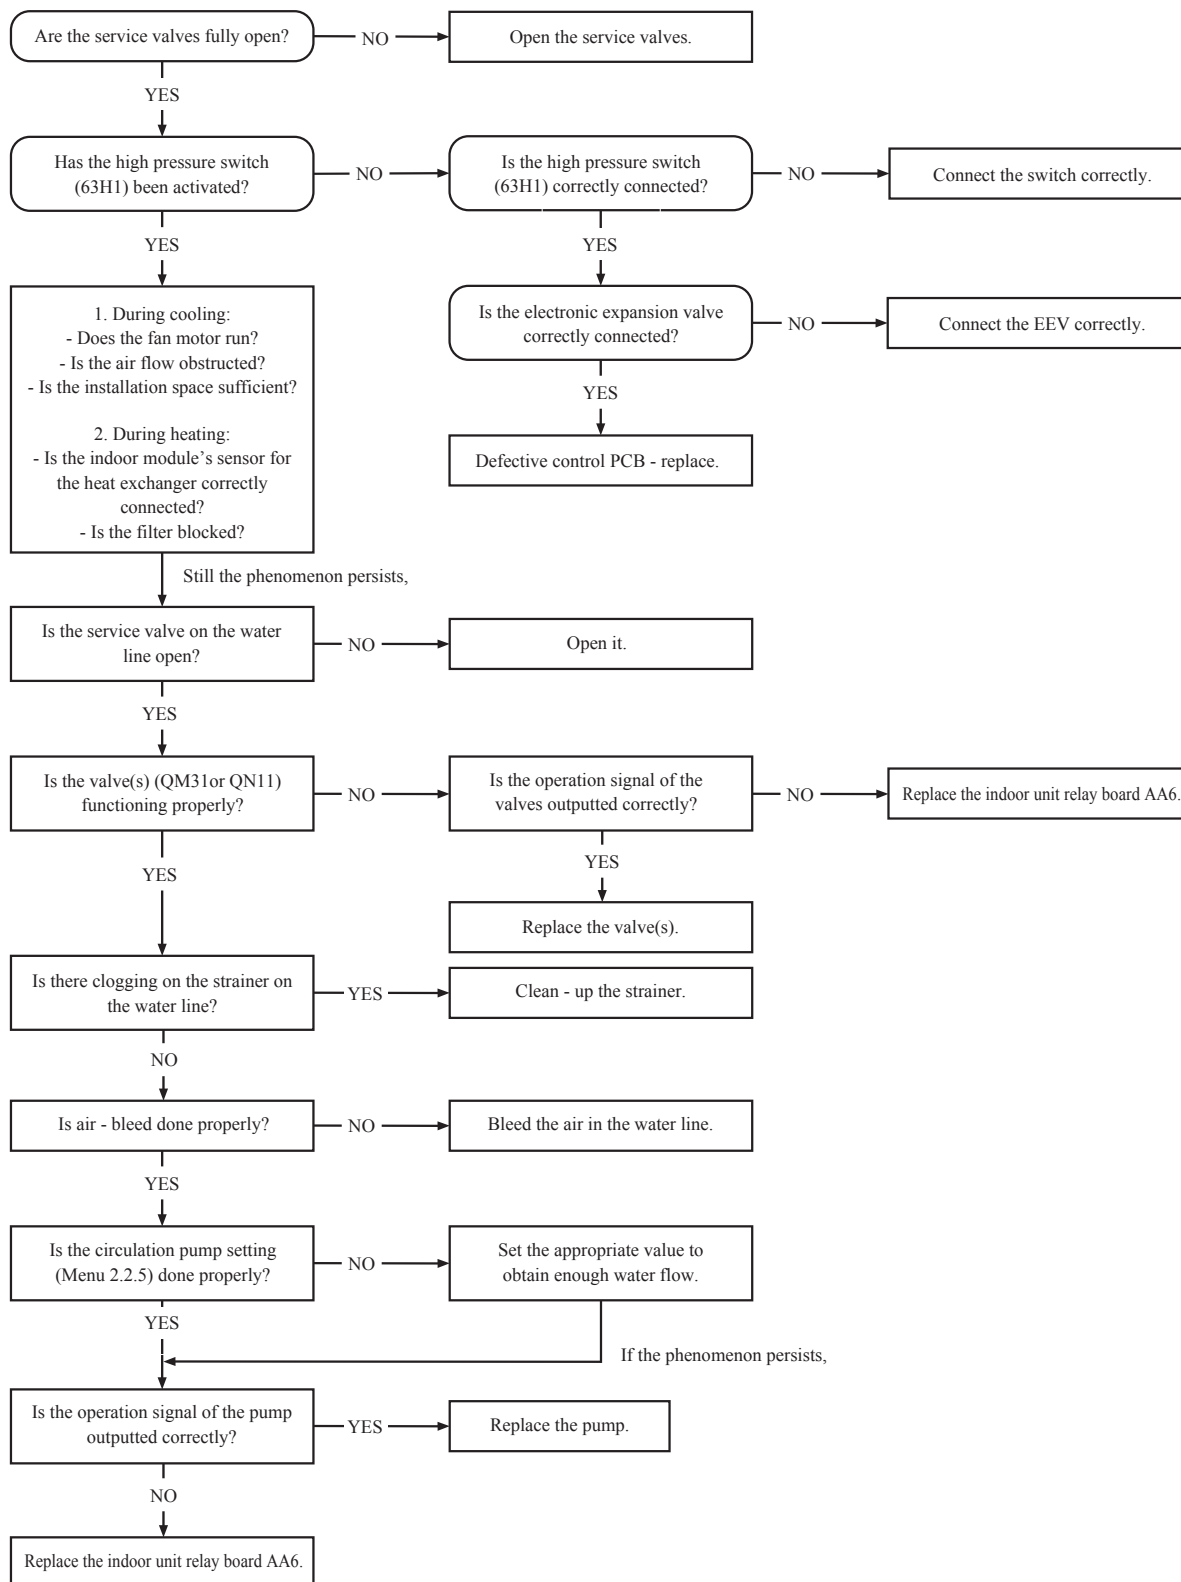 Are the service valves fully open?
NO
Open the service valves.
YES
Has the high pressure switch
(63H1) been activated?
NO
Is the high pressure switch
(63H1) correctly connected?
NO
Connect the switch correctly.
YES
YES
1. During cooling:
- Does the fan motor run?
- Is the air flow obstructed?
- Is the installation space sufficient?
2. During heating:
- Is the indoor module’s sensor for
the heat exchanger correctly
connected?
- Is the filter blocked?
Is the electronic expansion valve
correctly connected?
NO
Connect the EEV correctly.
YES
Defective control PCB - replace.
Still the phenomenon persists,
Is the service valve on the water
line open?
NO
Open it.
YES
Is the valve(s) (QM31or QN11)
functioning properly?
NO
Is the operation signal of the
valves outputted correctly?
NO
Replace the indoor unit relay board AA6.
YES
YES
Replace the valve(s).
Is there clogging on the strainer on
the water line?
YES
Clean - up the strainer.
NO
Is air - bleed done properly?
NO
Bleed the air in the water line.
YES
Is the circulation pump setting
(Menu 2.2.5) done properly?
NO
Set the appropriate value to
obtain enough water flow.
YES
If the phenomenon persists,
Is the operation signal of the pump
outputted correctly?
YES
Replace the pump.
NO
Replace the indoor unit relay board AA6.